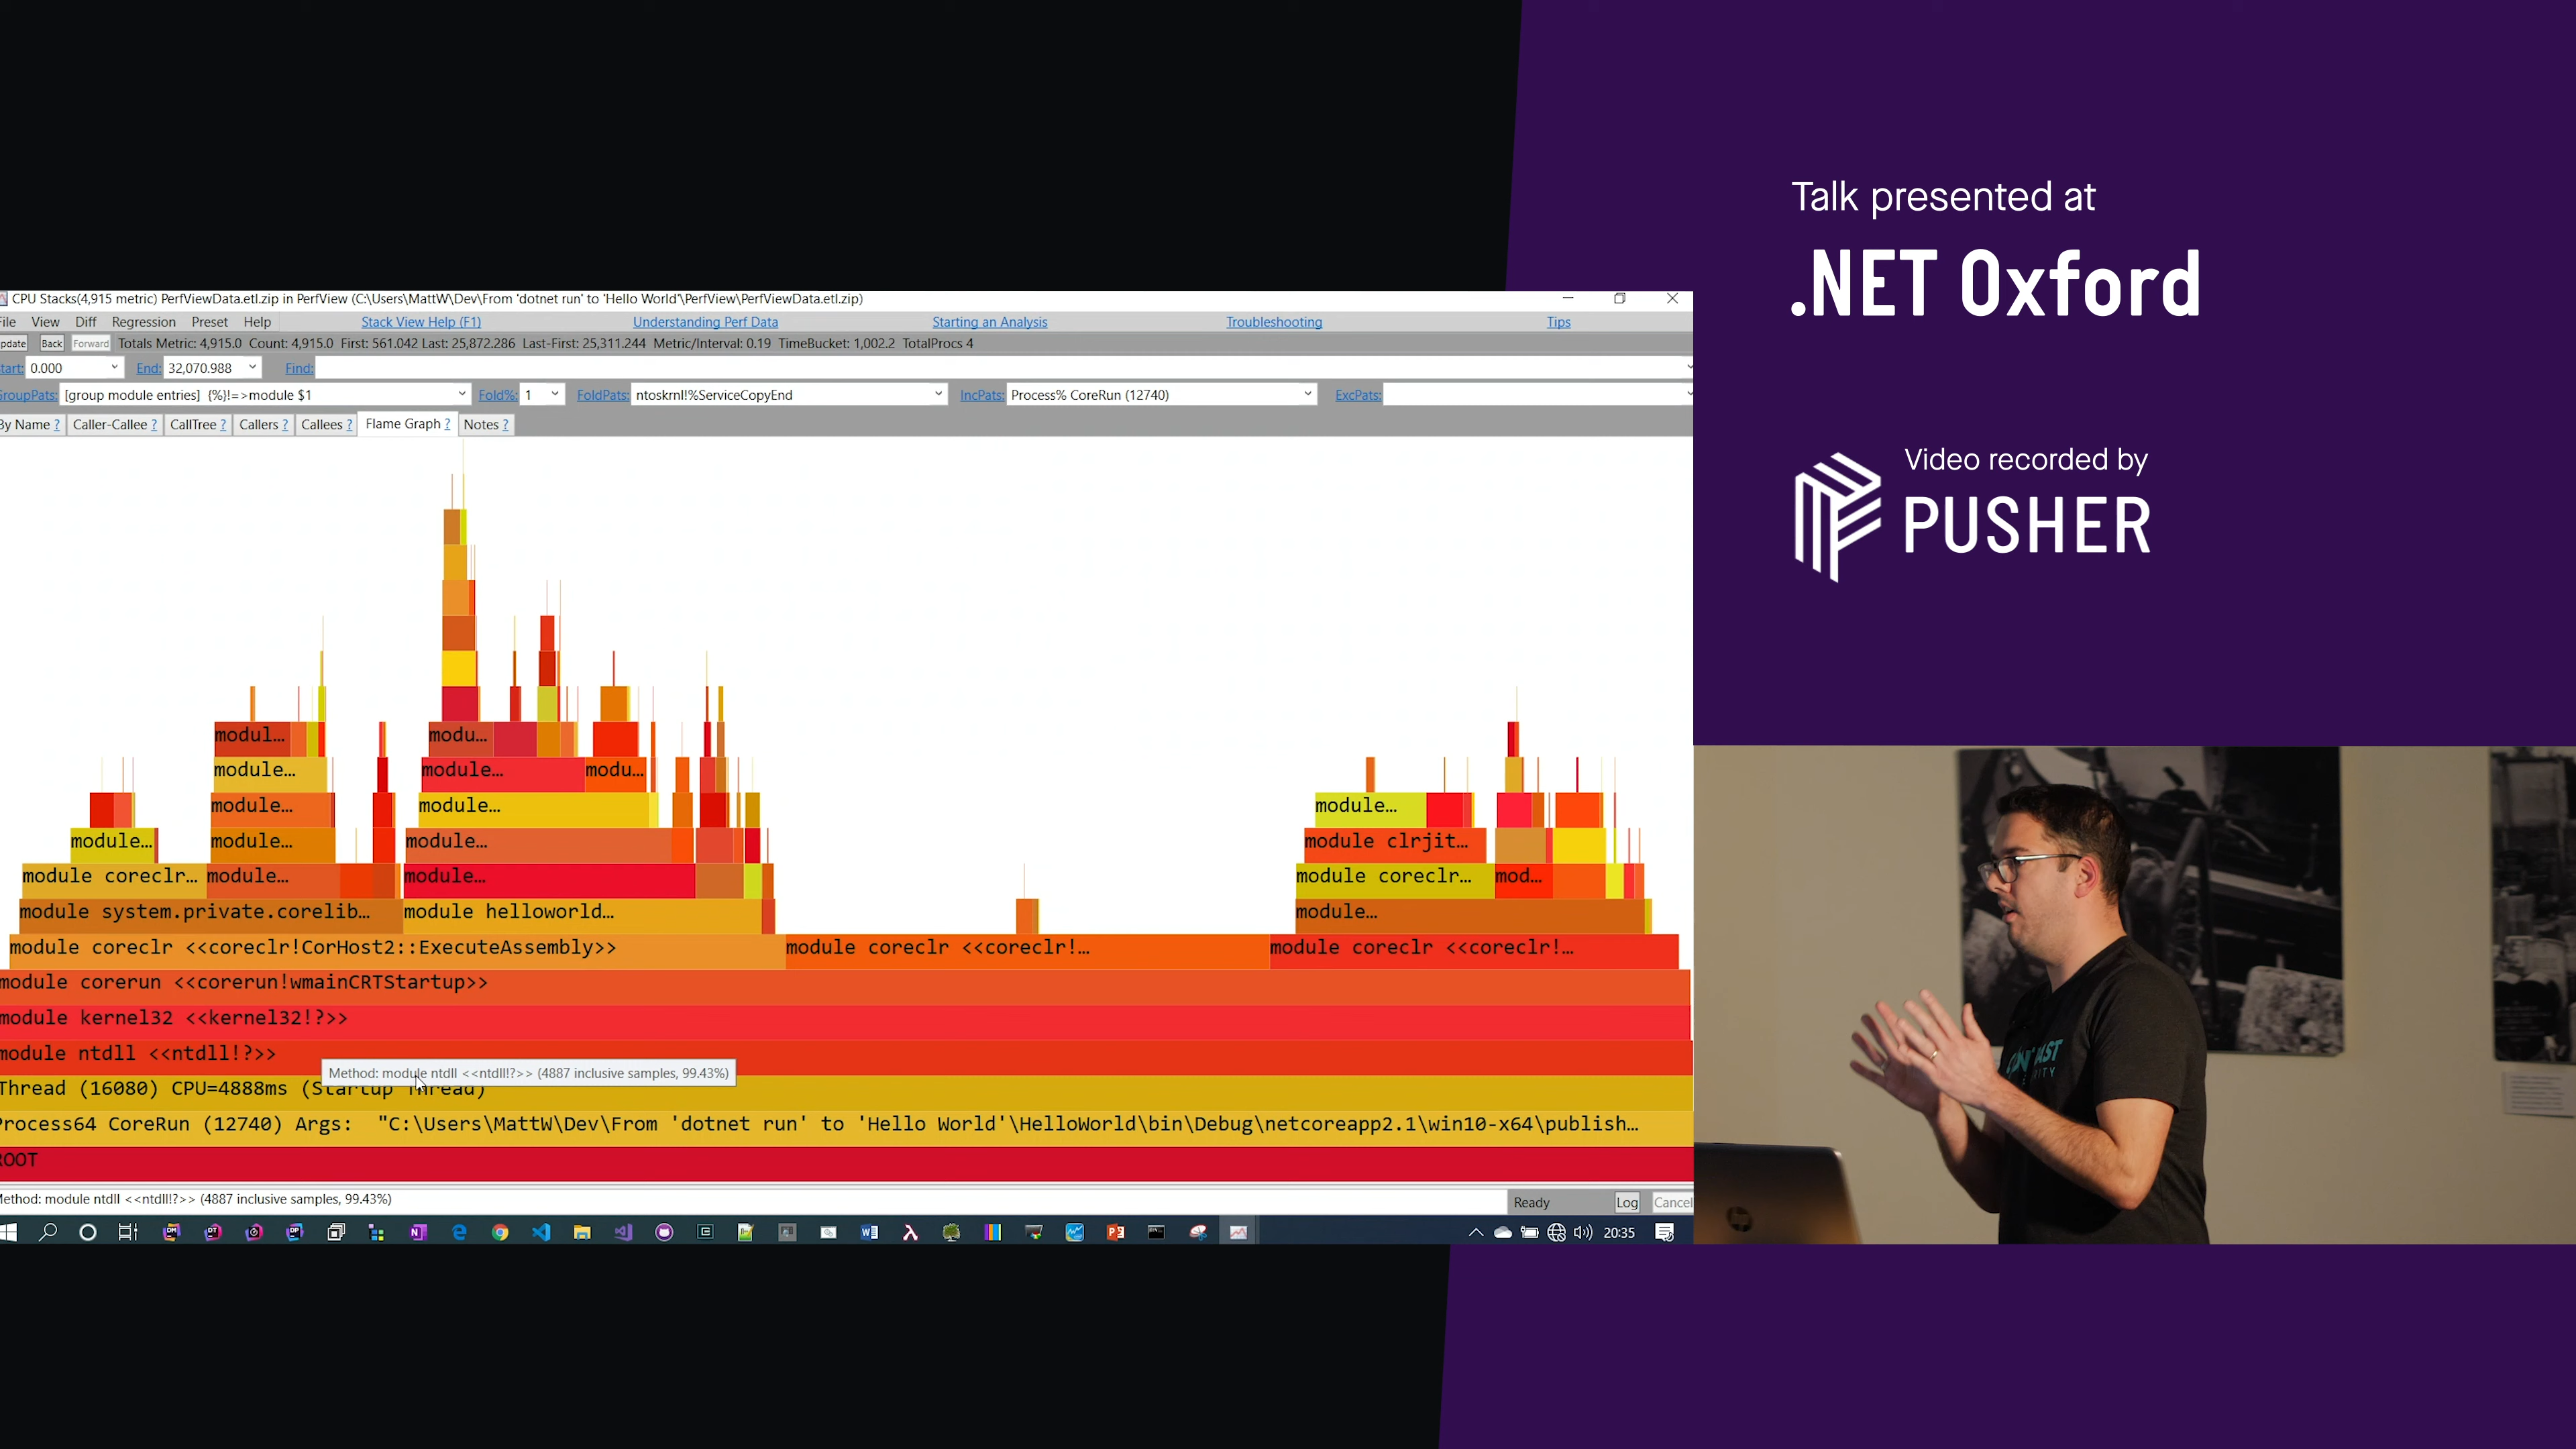 CPU Stacks(4,915 metric) PerfViewData.etl.zip in PerfView (C:\Users\MattW\Dev\From 'dotnet run' to 'Hello World'\PerfView\PerfViewData.etl.zip)
File View Diff Regression Preset Help Stack View Help (F1) Understanding Perf Data Starting an Analysis Troubleshooting Tips
pdate Back Forward Totals Metric: 4,915.0 Count: 4,915.0 First: 561.042 Last: 25,872.286 Last-First: 25,311.244 Metric/Interval: 0.19 TimeBucket: 1,002.2 TotalProcs 4
tart: 0.000 End: 32,070.988 Find:
GroupPats: [group module entries] {%}!=>module $1 Fold%: 1 FoldPats: ntoskrnl!%ServiceCopyEnd IncPats: Process% CoreRun (12740) ExcPats:
By Name ? Caller-Callee ? CallTree ? Callers ? Callees ? Flame Graph ? Notes ?
modul... modu...
module... module... modu...
module... module... module...
module... module... module... module clrjit...
module coreclr... module... module... module coreclr... mod...
module system.private.corelib... module helloworld... module...
module coreclr <<coreclr!CorHost2::ExecuteAssembly>> module coreclr <<coreclr!... module coreclr <<coreclr!...
module corerun <<corerun!wmainCRTStartup>>
module kernel32 <<kernel32!?>>
module ntdll <<ntdll!?>>
Method: module ntdll <<ntdll!?>> (4887 inclusive samples, 99.43%)
Thread (16080) CPU=4888ms (Startup Thread)
Process64 CoreRun (12740) Args: "C:\Users\MattW\Dev\From 'dotnet run' to 'Hello World'\HelloWorld\bin\Debug\netcoreapp2.1\win10-x64\publish...
ROOT
Method: module ntdll <<ntdll!?>> (4887 inclusive samples, 99.43%) Ready Log Cancel
20:35
Talk presented at
.NET Oxford
Video recorded by
PUSHER